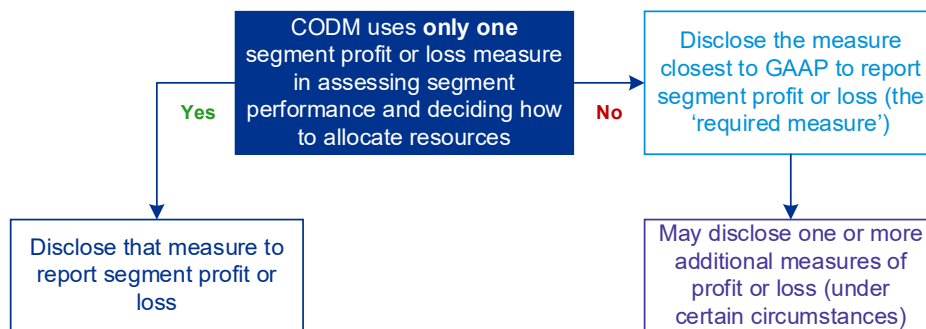 CODM uses only one
segment profit or loss measure
in assessing segment
performance and deciding how
to allocate resources
Yes
No
Disclose the measure
closest to GAAP to report
segment profit or loss (the
‘required measure’)
Disclose that measure to
report segment profit or
loss
May disclose one or more
additional measures of
profit or loss (under
certain circumstances)